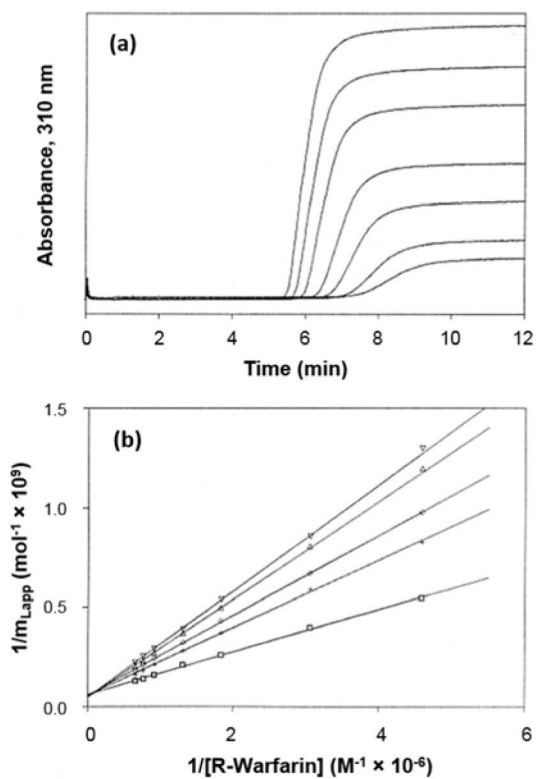 (a)
Absorbance, 310 nm
0 2 4 6 8 10 12
Time (min)
(b)
1.5
1.0
0.5
0.0
1/m_Lapp (mol⁻¹ × 10⁹)
0 2 4 6
1/[R-Warfarin] (M⁻¹ × 10⁻⁶)